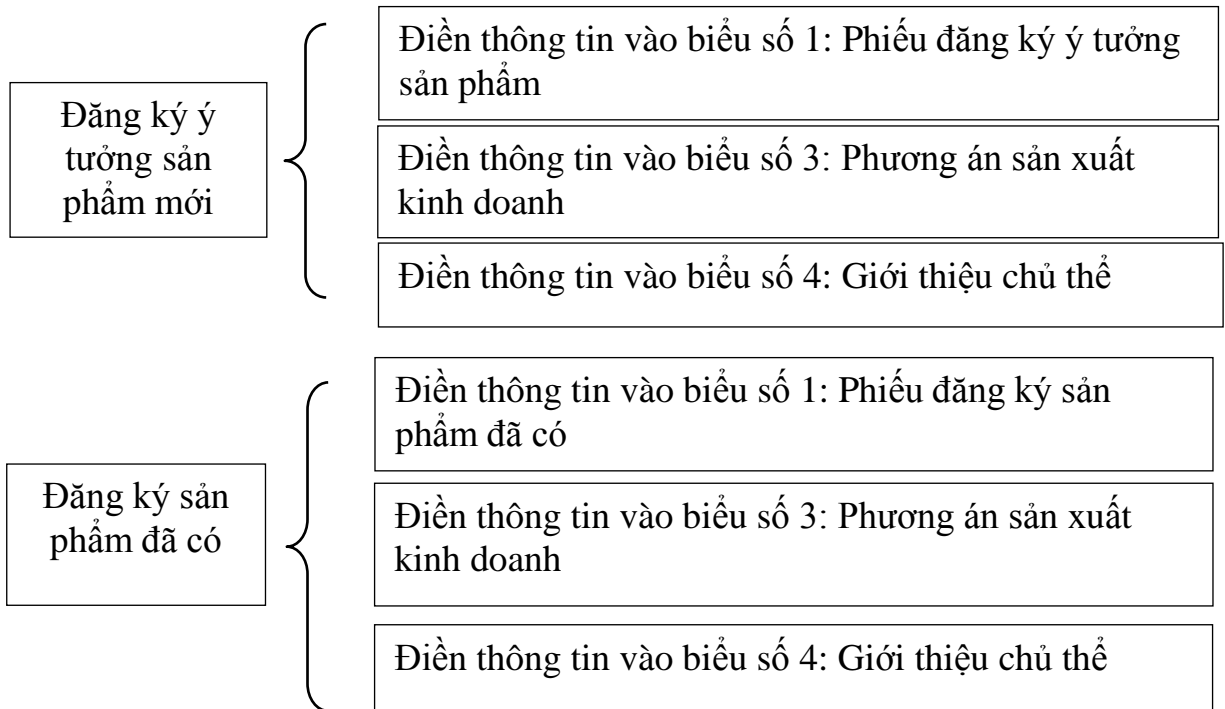 Đăng ký ý
tưởng sản
phẩm mới
Điền thông tin vào biểu số 1: Phiếu đăng ký ý tưởng
sản phẩm
Điền thông tin vào biểu số 3: Phương án sản xuất
kinh doanh
Điền thông tin vào biểu số 4: Giới thiệu chủ thể
Đăng ký sản
phẩm đã có
Điền thông tin vào biểu số 1: Phiếu đăng ký sản
phẩm đã có
Điền thông tin vào biểu số 3: Phương án sản xuất
kinh doanh
Điền thông tin vào biểu số 4: Giới thiệu chủ thể